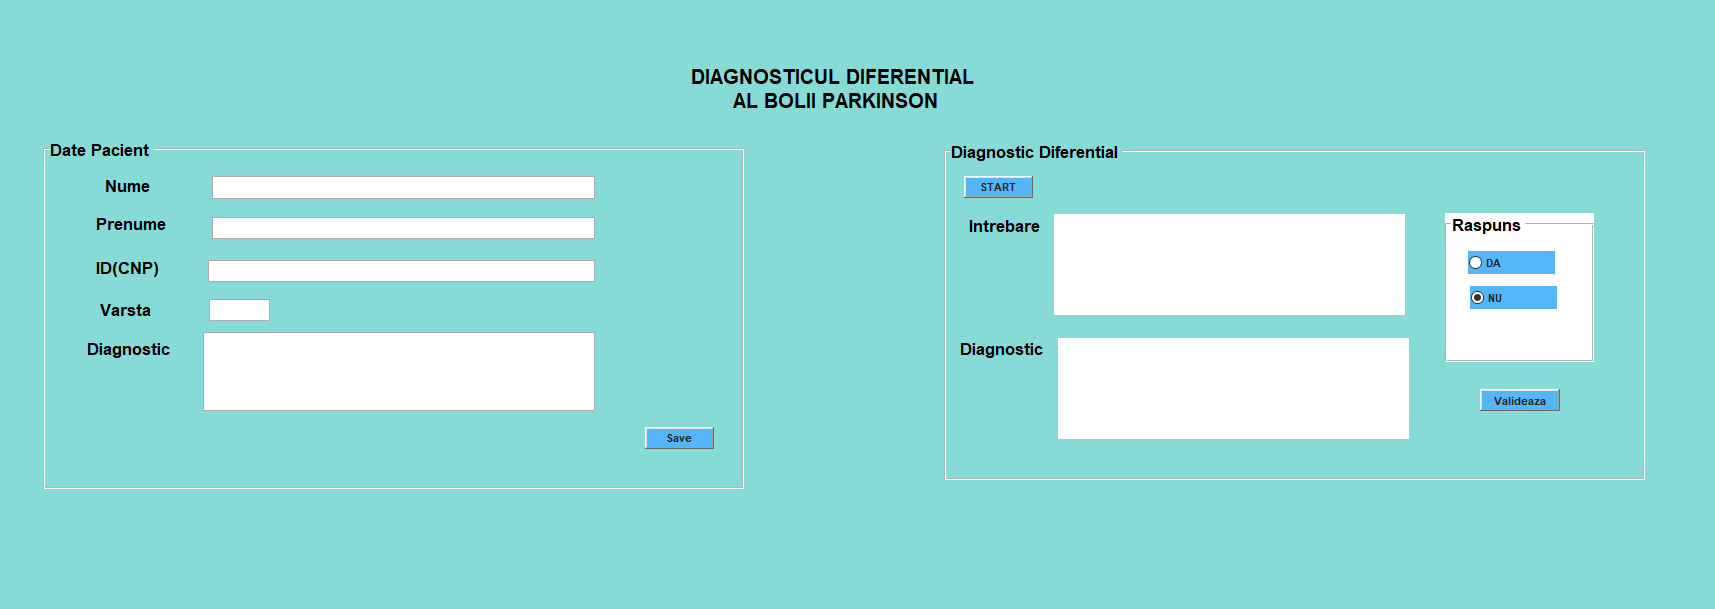 DIAGNOSTICUL DIFERENTIAL
AL BOLII PARKINSON
Date Pacient
Nume
Prenume
ID(CNP)
Varsta
Diagnostic
Save
Diagnostic Diferential
START
Intrebare
Raspuns
DA
NU
Diagnostic
Valideaza